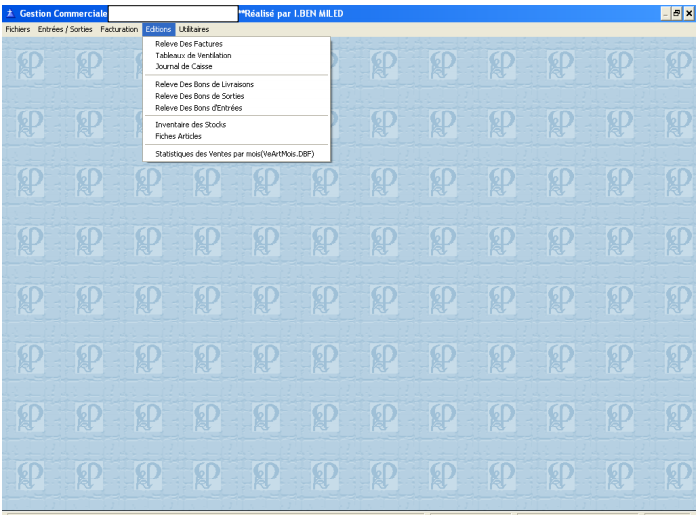 Gestion Commerciale **Réalisé par I.BEN MILED
Fichiers Entrées / Sorties Facturation Editions Utilitaires
Releve Des Factures
Tableaux de Ventilation
Journal de Caisse
Releve Des Bons de Livraisons
Releve Des Bons de Sorties
Releve Des Bons d'Entrées
Inventaire des Stocks
Fiches Articles
Statistiques des Ventes par mois(VeArtMois.DBF)